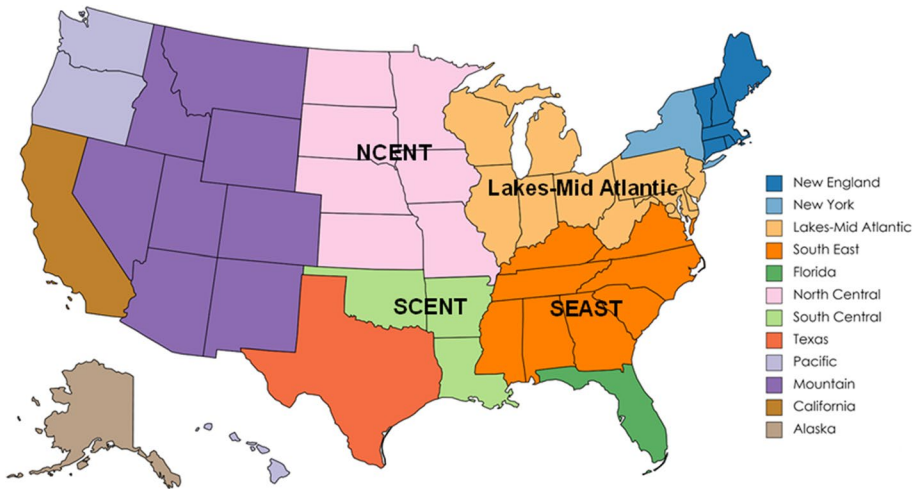 NCENT
Lakes-Mid Atlantic
SCENT
SEAST
New England
New York
Lakes-Mid Atlantic
South East
Florida
North Central
South Central
Texas
Pacific
Mountain
California
Alaska